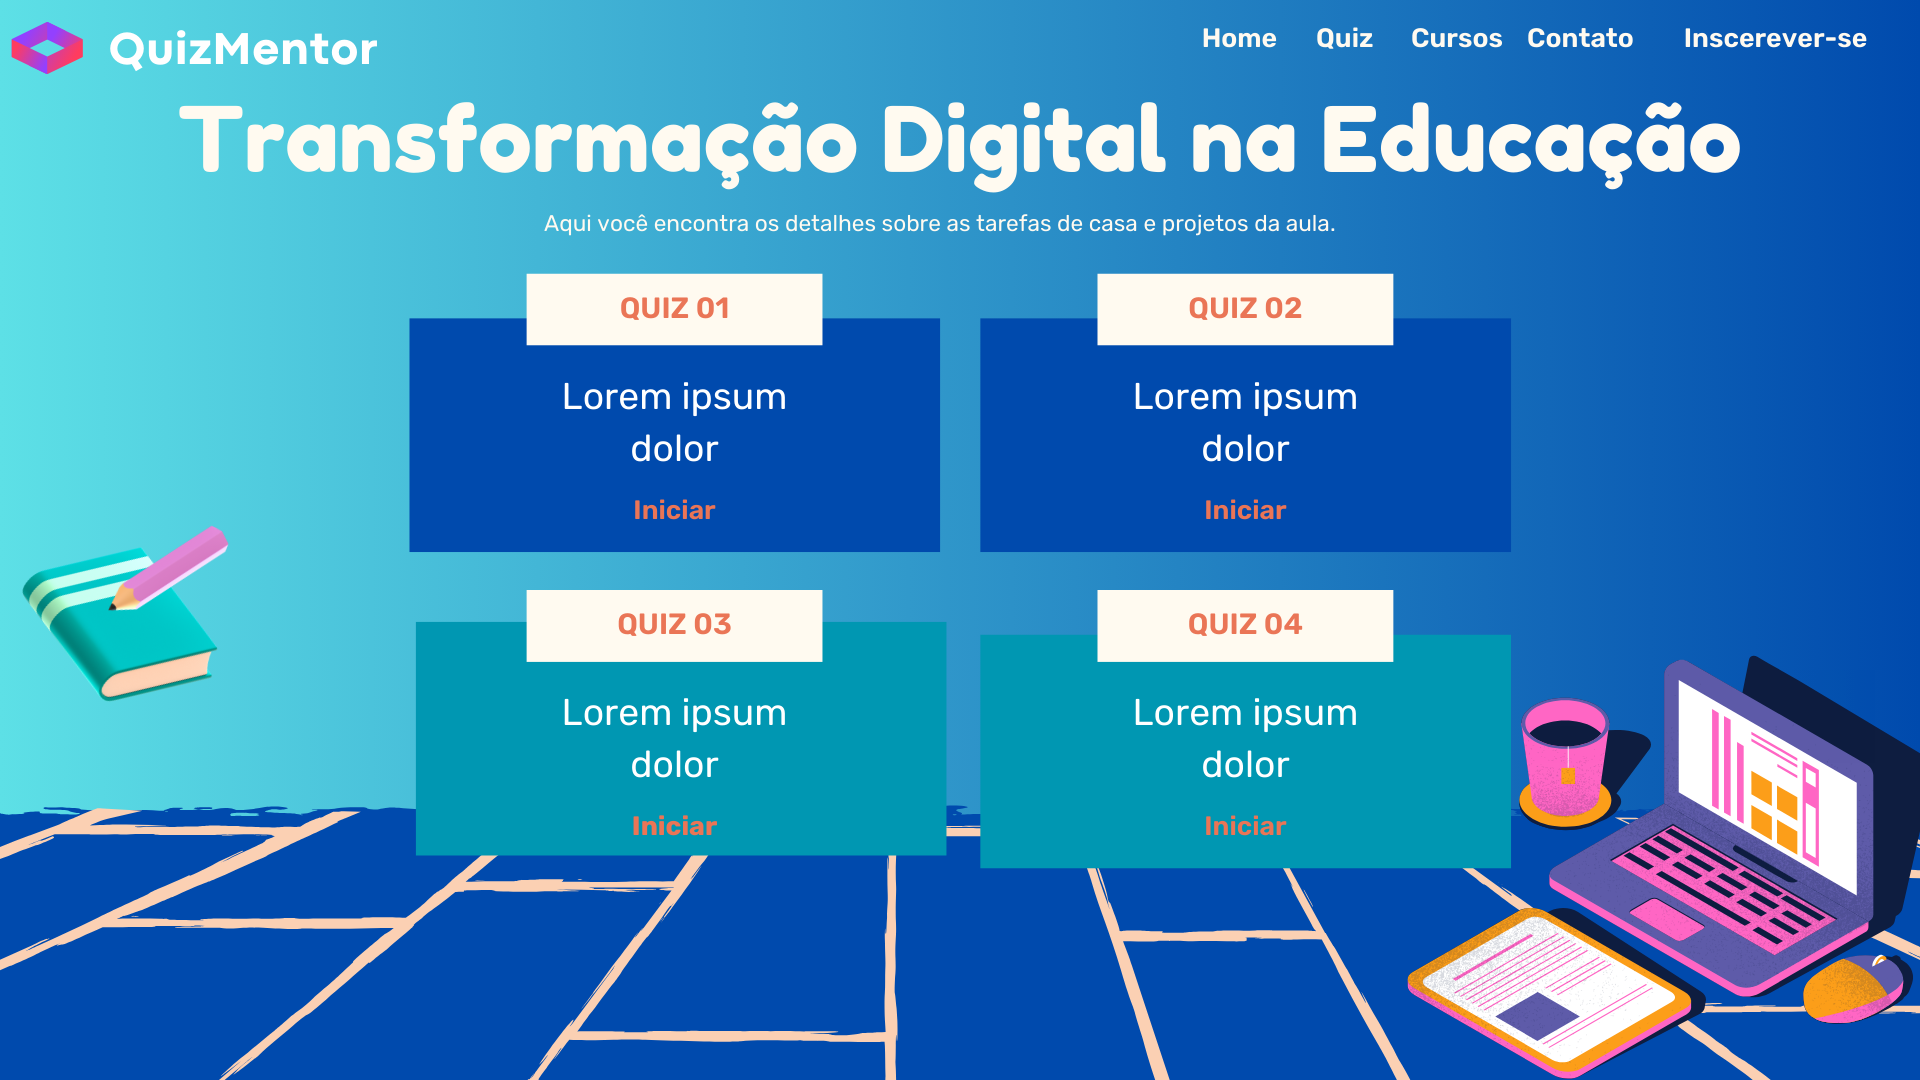 QuizMentor
Home Quiz Cursos Contato Inscerever-se
Transformação Digital na Educação
Aqui você encontra os detalhes sobre as tarefas de casa e projetos da aula.
QUIZ 01
Lorem ipsum
dolor
Iniciar
QUIZ 02
Lorem ipsum
dolor
Iniciar
QUIZ 03
Lorem ipsum
dolor
Iniciar
QUIZ 04
Lorem ipsum
dolor
Iniciar